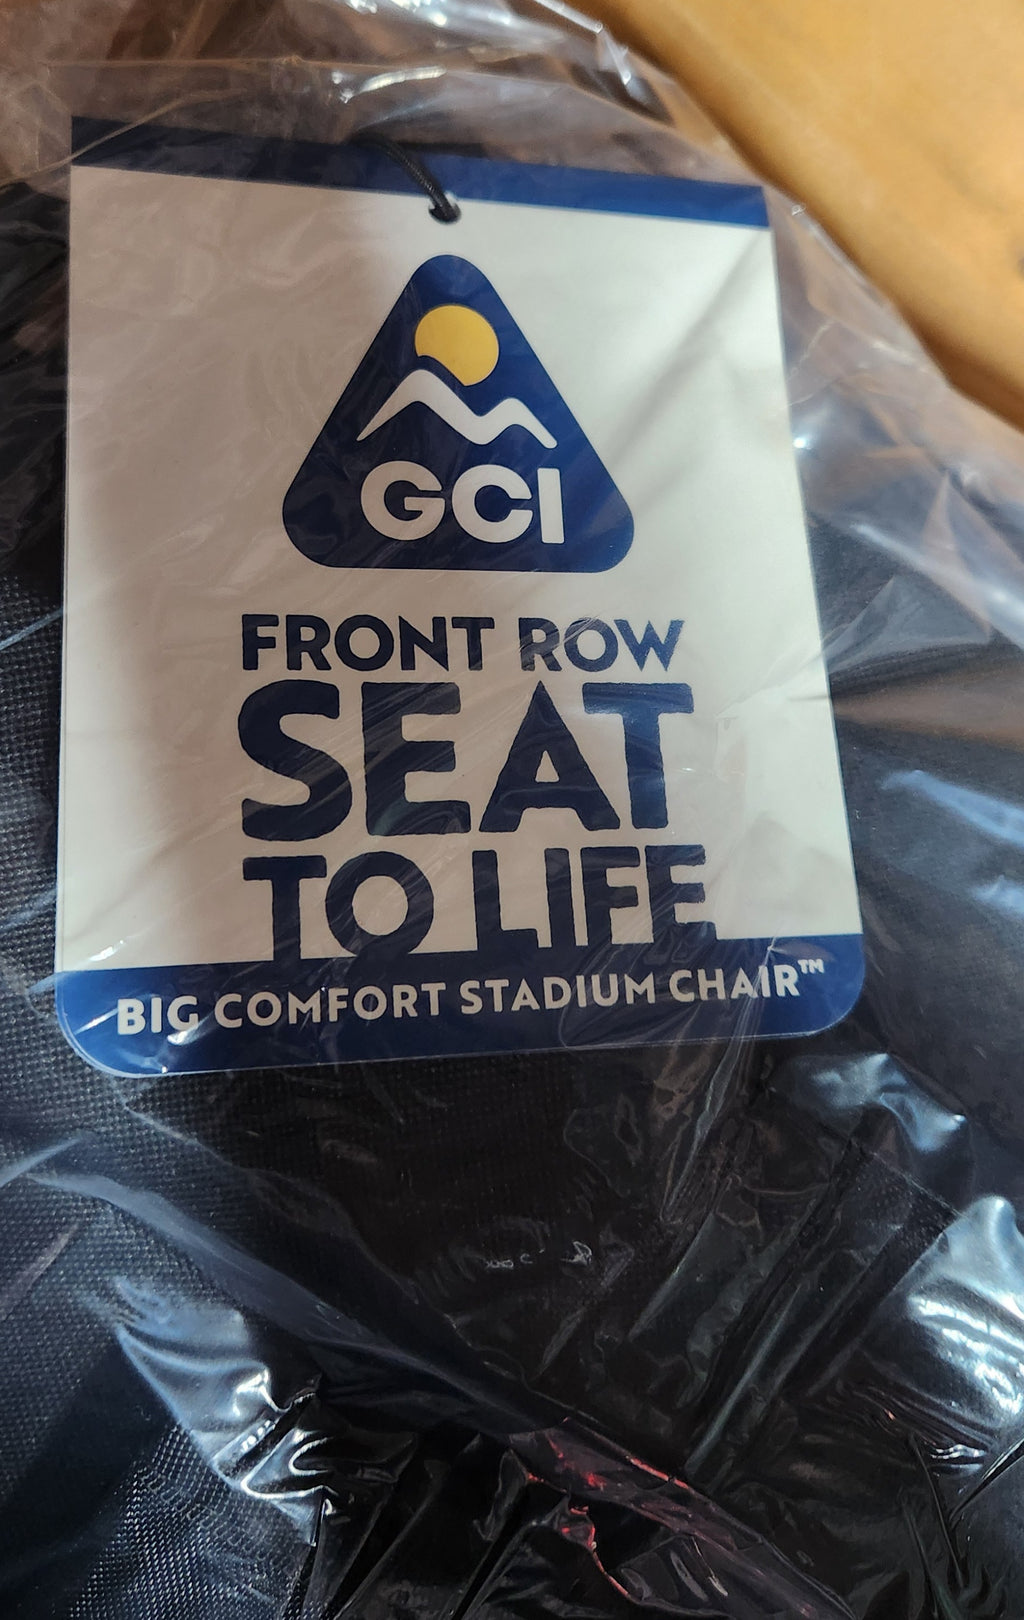 GCI
FRONT ROW
SEAT
TO LIFE
BIG COMFORT STADIUM CHAIR™